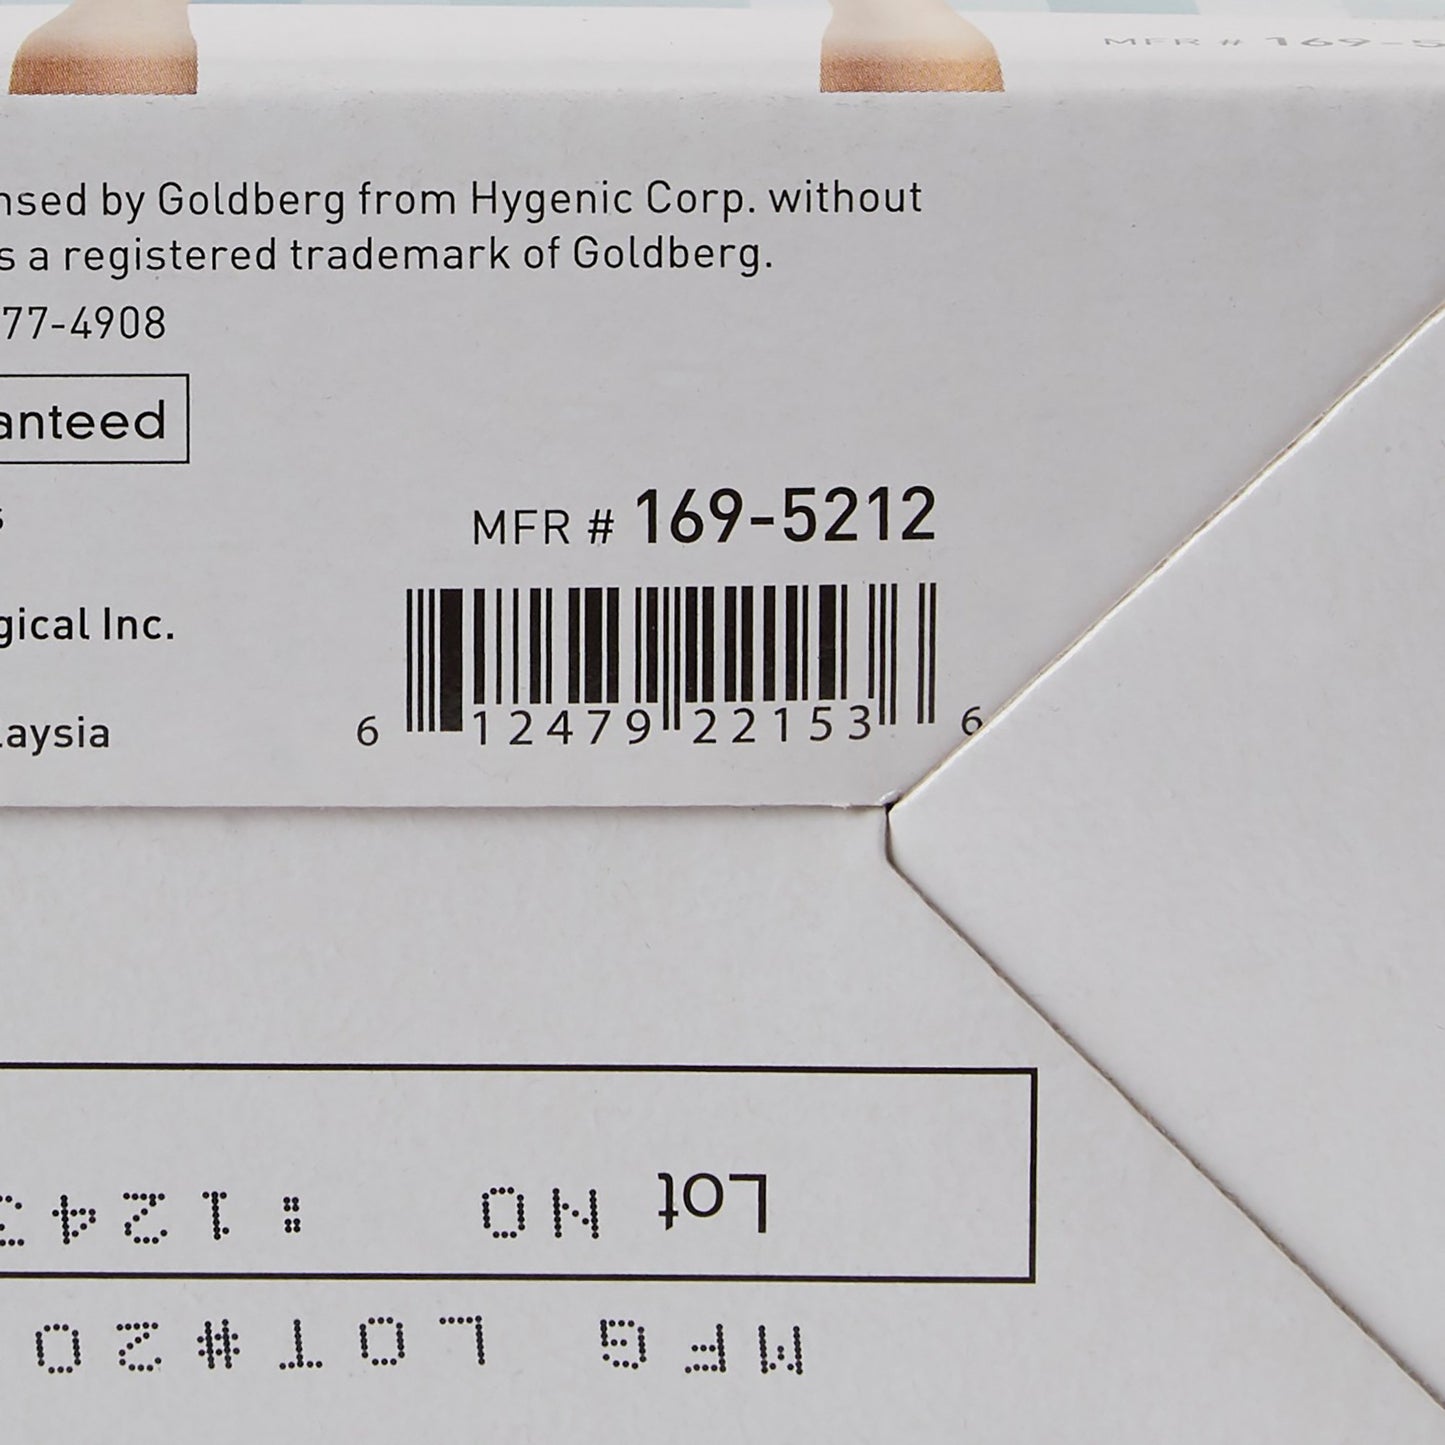 MFR # 169-5
nsed by Goldberg from Hygenic Corp. without
s a registered trademark of Goldberg.
77-4908
anteed
s
MFR # 169-5212
gical Inc.
laysia
6 12479 22153 6
Lot NO :1243
MFG LOT#20